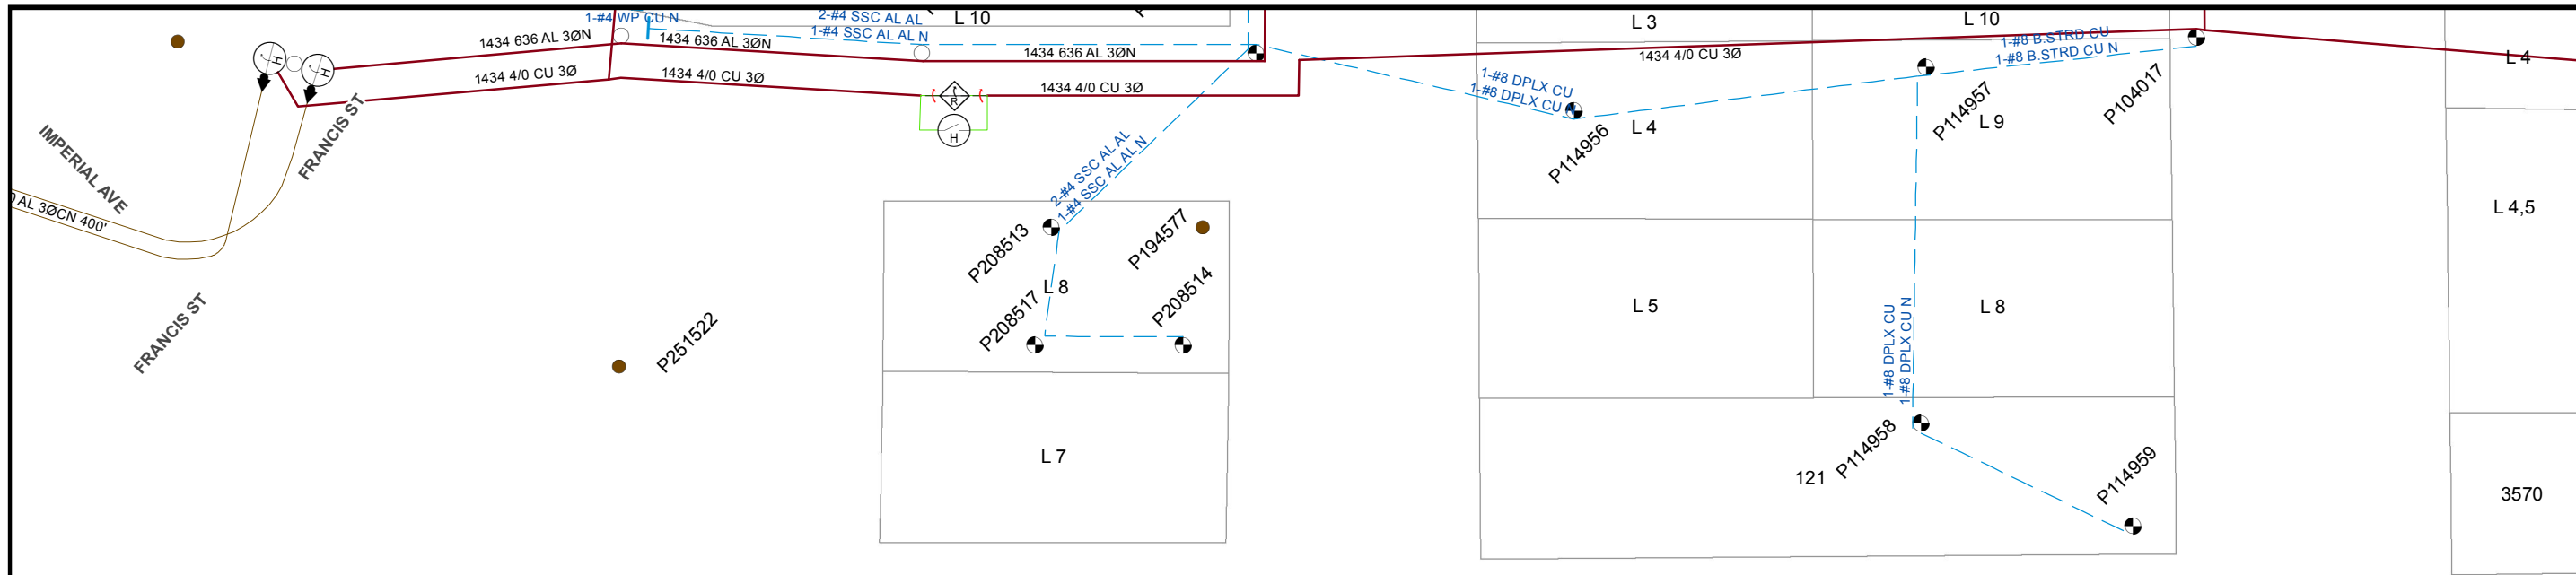 1-#4 WP CU N
2-#4 SSC AL AL
1-#4 SSC AL AL N
L 10
L 3
L 10
1-#8 B.STRD CU
1-#8 B.STRD CU N
L 4
1434 636 AL 3ØN
1434 636 AL 3ØN
1434 636 AL 3ØN
1434 4/0 CU 3Ø
1434 4/0 CU 3Ø
1434 4/0 CU 3Ø
1434 4/0 CU 3Ø
H
H
R
H
1-#8 DPLX CU
1-#8 DPLX CU N
P114956
L 4
P114957
L 9
P104017
IMPERIAL AVE
FRANCIS ST
AL 3ØCN 400'
FRANCIS ST
2-#4 SSC AL AL
1-#4 SSC AL AL N
P208513
P194577
L 8
P208517
P208514
P251522
L 7
L 5
L 8
L 4,5
1-#8 DPLX CU
1-#8 DPLX CU N
P114958
121
P114959
3570